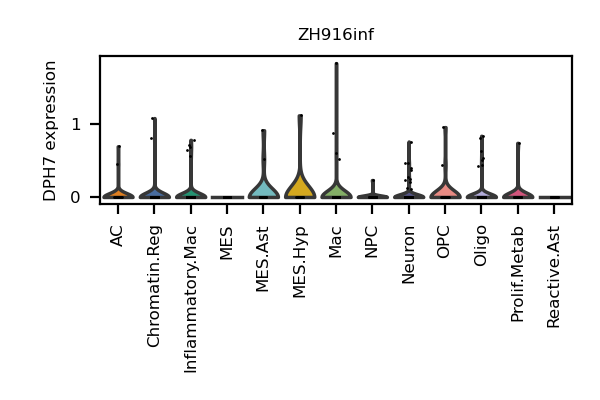 ZH916inf
DPH7 expression
1
0
AC
Chromatin.Reg
Inflammatory.Mac
MES
MES.Ast
MES.Hyp
Mac
NPC
Neuron
OPC
Oligo
Prolif.Metab
Reactive.Ast